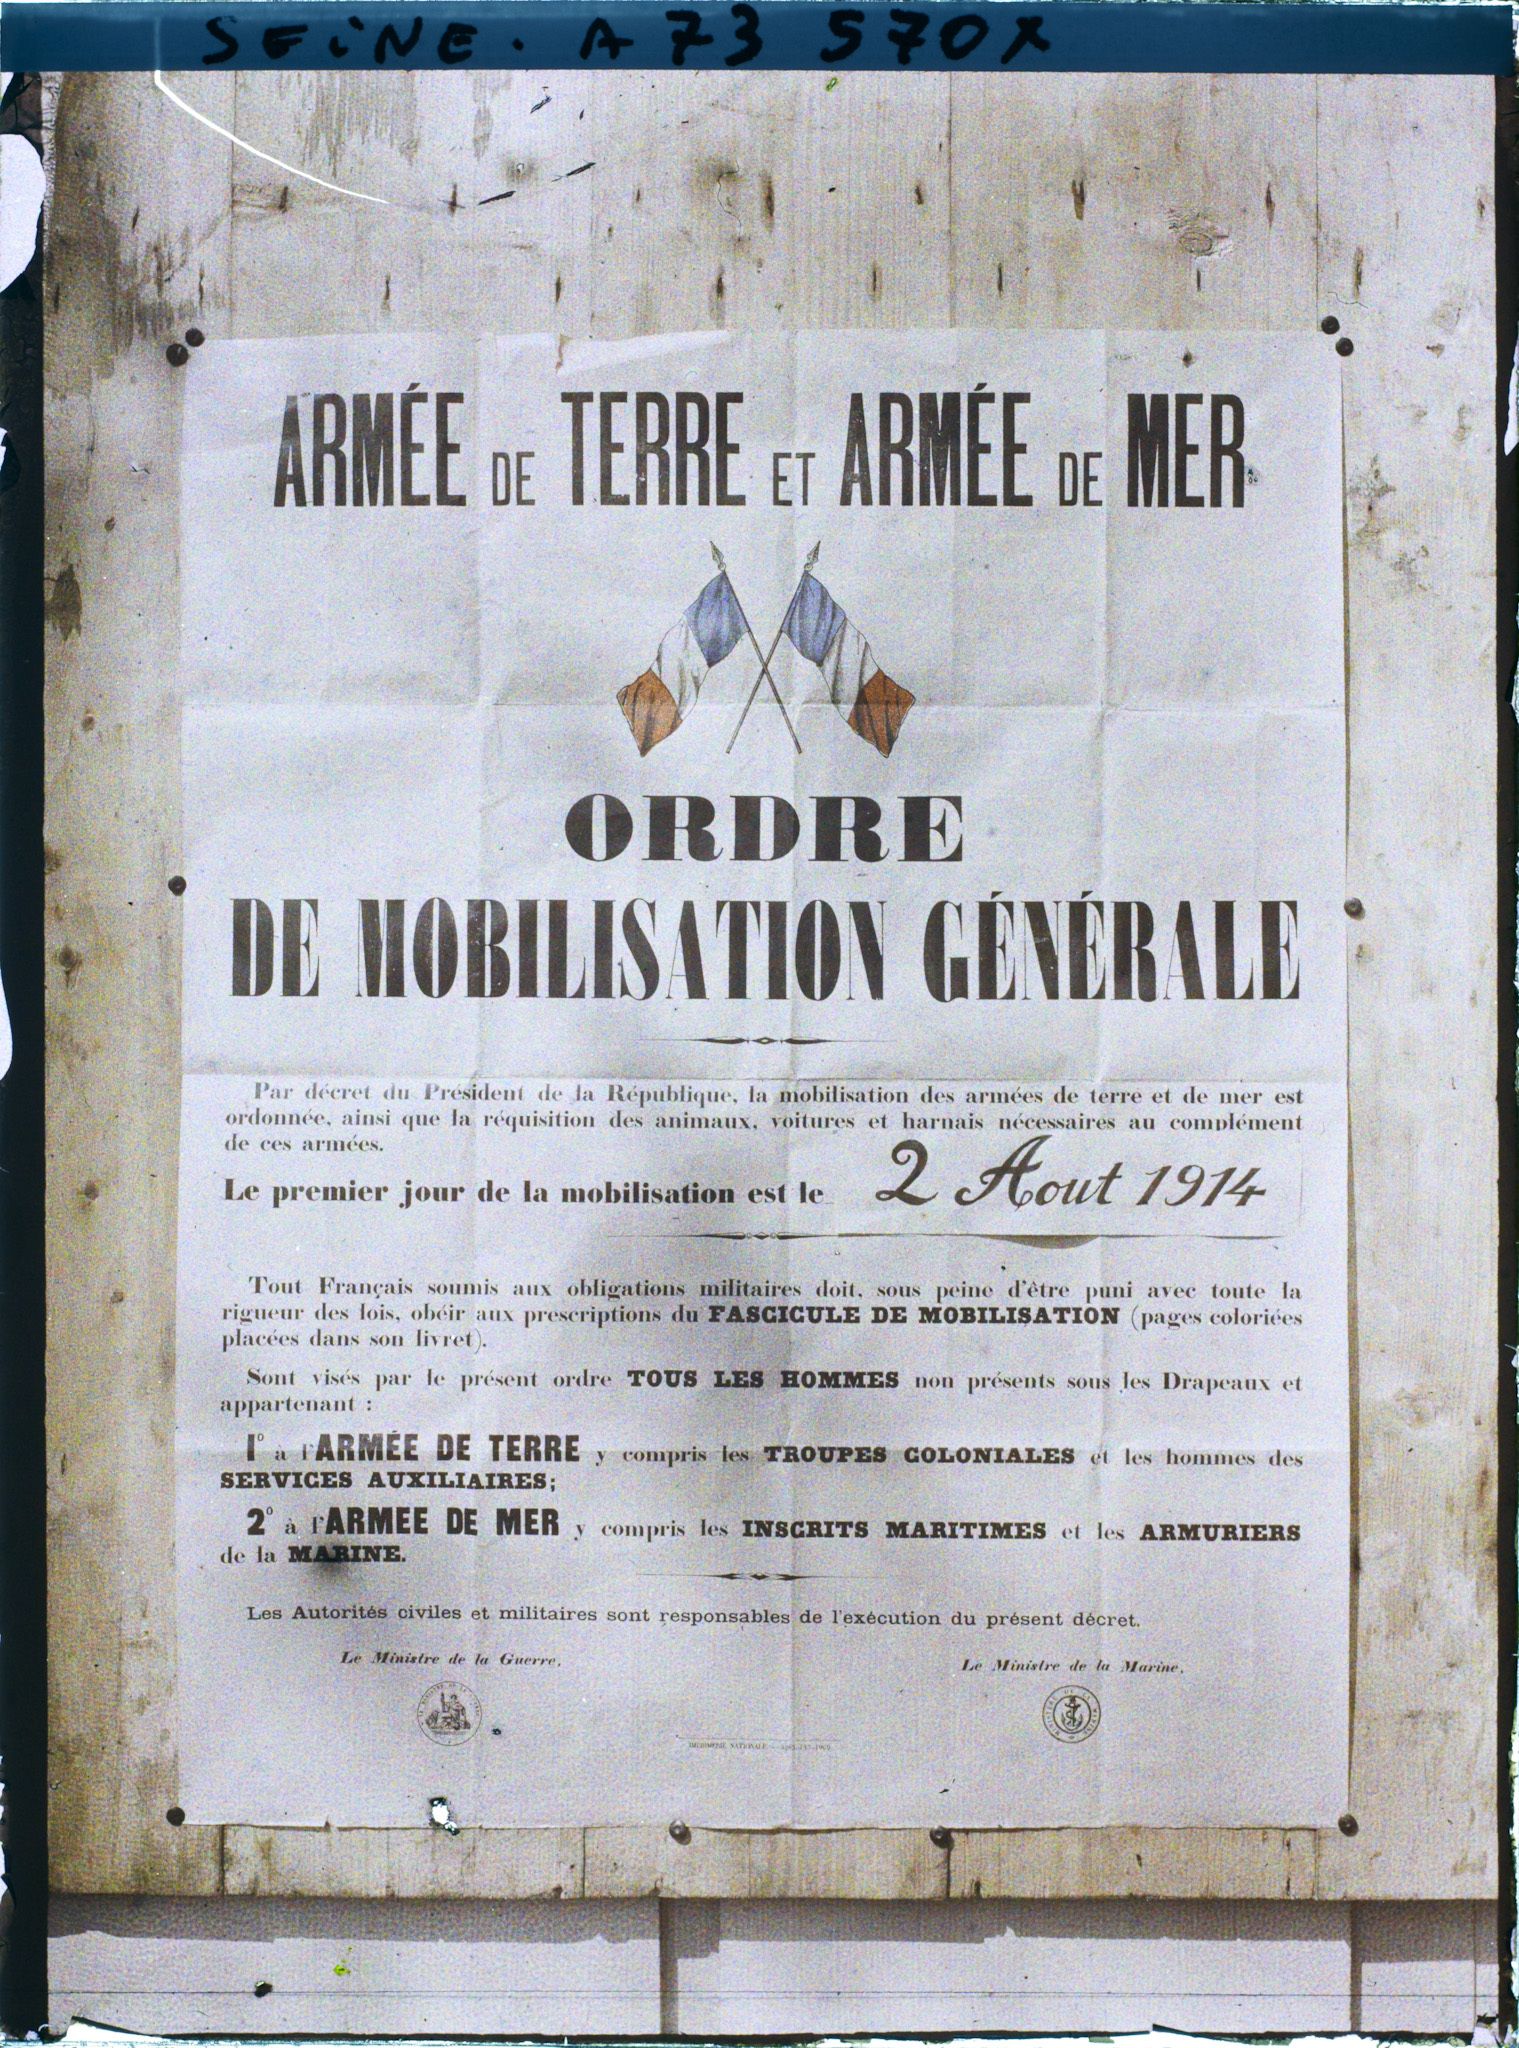 SEINE. A 73 570X
ARMÉE DE TERRE ET ARMÉE DE MER
ORDRE
DE MOBILISATION GÉNÉRALE
Par décret du Président de la République, la mobilisation des armées de terre et de mer est
ordonnée, ainsi que la réquisition des animaux, voitures et harnais nécessaires au complément
de ces armées.
Le premier jour de la mobilisation est le 2 Aout 1914
Tout Français soumis aux obligations militaires doit, sous peine d'être puni avec toute la
rigueur des lois, obéir aux prescriptions du FASCICULE DE MOBILISATION (pages coloriées
placées dans son livret).
Sont visés par le présent ordre TOUS LES HOMMES non présents sous les Drapeaux et
appartenant :
1° à l'ARMÉE DE TERRE y compris les TROUPES COLONIALES et les hommes des
SERVICES AUXILIAIRES;
2° à l'ARMEE DE MER y compris les INSCRITS MARITIMES et les ARMURIERS
de la MARINE.
Les Autorités civiles et militaires sont responsables de l'exécution du présent décret.
Le Ministre de la Guerre,
Le Ministre de la Marine,
IMPRIMERIE NATIONALE